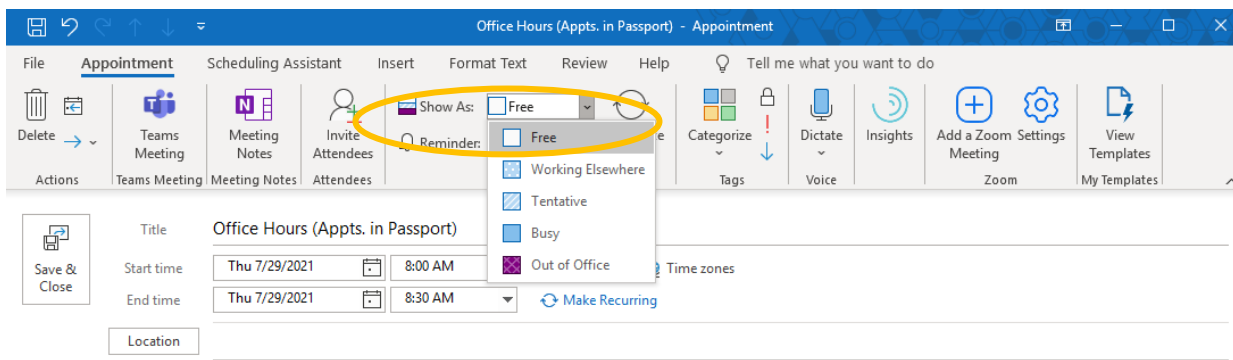 Office Hours (Appts. in Passport) - Appointment
File Appointment Scheduling Assistant Insert Format Text Review Help Tell me what you want to do
Show As: Free
Reminder:
Delete Teams Meeting Meeting Notes Invite Attendees Categorize Dictate Insights Add a Zoom Meeting Settings View Templates
Actions Teams Meeting Meeting Notes Attendees Tags Voice Zoom My Templates
Free
Working Elsewhere
Tentative
Busy
Out of Office
Save & Close
Title Office Hours (Appts. in Passport)
Start time Thu 7/29/2021 8:00 AM Time zones
End time Thu 7/29/2021 8:30 AM Make Recurring
Location